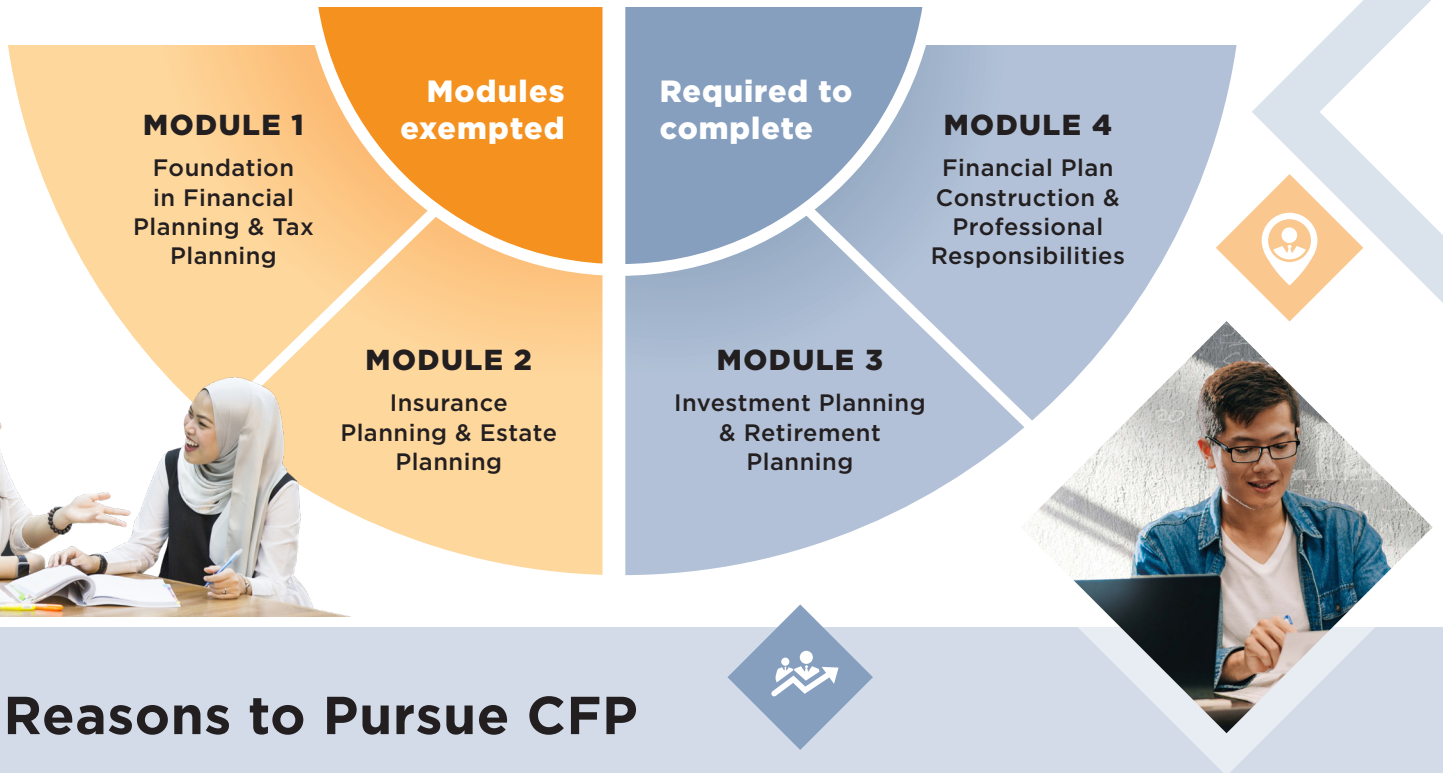 Modules
exempted
Required to
complete
MODULE 1
Foundation
in Financial
Planning & Tax
Planning
MODULE 2
Insurance
Planning & Estate
Planning
MODULE 3
Investment Planning
& Retirement
Planning
MODULE 4
Financial Plan
Construction &
Professional
Responsibilities
Reasons to Pursue CFP